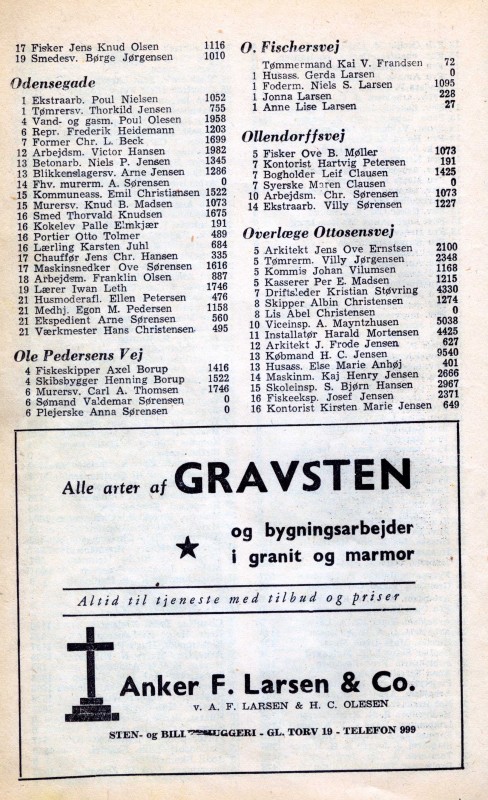 17 Fisker Jens Knud Olsen 1116
19 Smedesv. Børge Jørgensen 1010
Odensegade
1 Ekstraarb. Poul Nielsen 1052
1 Tømrersv. Thorkild Jensen 755
4 Vand- og gasm. Poul Olesen 1958
6 Repr. Frederik Heidemann 1203
7 Former Chr. L. Beck 1699
12 Arbejdsm. Victor Hansen 1982
13 Betonarb. Niels P. Jensen 1345
13 Blikkenslagersv. Arne Jensen 1286
14 Fhv. murerm. A. Sørensen 0
15 Kommuneass. Emil Christiansen 1522
15 Murersv. Knud B. Madsen 1073
16 Smed Thorvald Knudsen 1675
16 Kokelev Palle Elmkjær 191
16 Portier Otto Tolmer 489
16 Lærling Karsten Juhl 684
17 Chauffør Jens Chr. Hansen 335
17 Maskinsnedker Ove Sørensen 1616
18 Arbejdsm. Franklin Olsen 887
19 Lærer Iwan Leth 1746
21 Husmoderafl. Ellen Petersen 476
21 Medhj. Egon M. Pedersen 1158
21 Ekspedient Arne Sørensen 560
21 Værkmester Hans Christensen 495
Ole Pedersens Vej
4 Fiskeskipper Axel Borup 1416
4 Skibsbygger Henning Borup 1522
6 Murersv. Carl A. Thomsen 1746
6 Sømand Valdemar Sørensen 0
6 Plejerske Anna Sørensen 0
O. Fischersvej
Tømmermand Kai V. Frandsen 72
1 Husass. Gerda Larsen 0
1 Foderm. Niels S. Larsen 1095
1 Jonna Larsen 228
1 Anne Lise Larsen 27
Ollendorffsvej
5 Fisker Ove B. Møller 1073
7 Kontorist Hartvig Petersen 191
7 Bogholder Leif Clausen 1425
7 Syerske Maren Clausen 0
10 Arbejdsm. Chr. Sørensen 1073
14 Ekstraarb. Villy Sørensen 1227
Overlæge Ottosensvej
5 Arkitekt Jens Ove Ernstsen 2100
5 Tømrerm. Villy Jørgensen 2348
5 Kommis Johan Vilumsen 1168
5 Kasserer Per E. Madsen 1215
7 Driftsleder Kristian Støvring 4330
8 Skipper Albin Christensen 1274
8 Lis Abel Christensen 0
10 Viceinsp. A. Mayntzhusen 5038
11 Installatør Harald Mortensen 4425
12 Arkitekt J. Frode Jensen 627
13 Købmand H. C. Jensen 9540
13 Husass. Else Marie Anhøj 401
14 Maskinm. Kaj Henry Jensen 2666
15 Skoleinsp. S. Bjørn Hansen 2967
16 Fiskeeksp. Josef Jensen 2371
16 Kontorist Kirsten Marie Jensen 649
Alle arter af GRAVSTEN
og bygningsarbejder
i granit og marmor
Altid til tjeneste med tilbud og priser
Anker F. Larsen & Co.
v. A. F. LARSEN & H. C. OLESEN
STEN- og - GL. TORV 19 - TELEFON 999